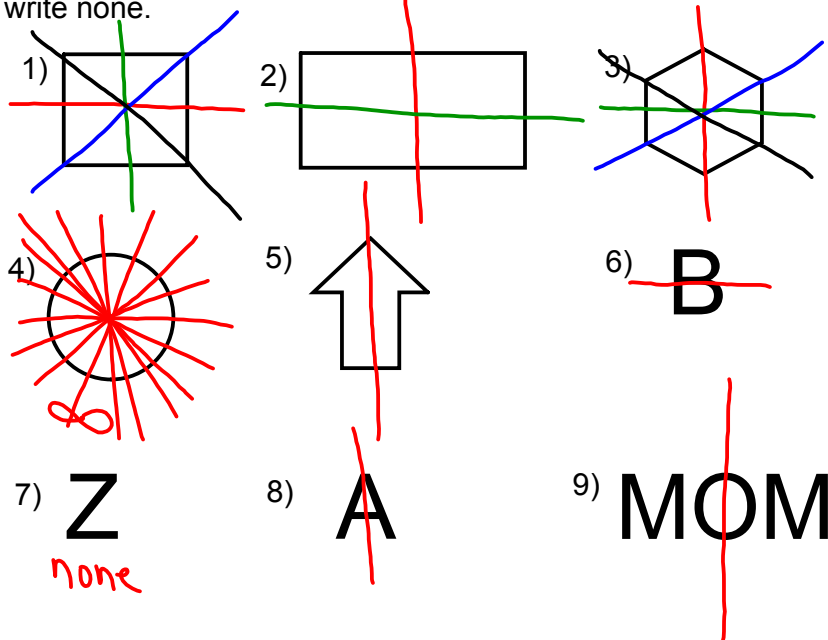 write none.
1)
2)
3)
4)
5)
6) B
∞
7) Z
8) A
9) MOM
none